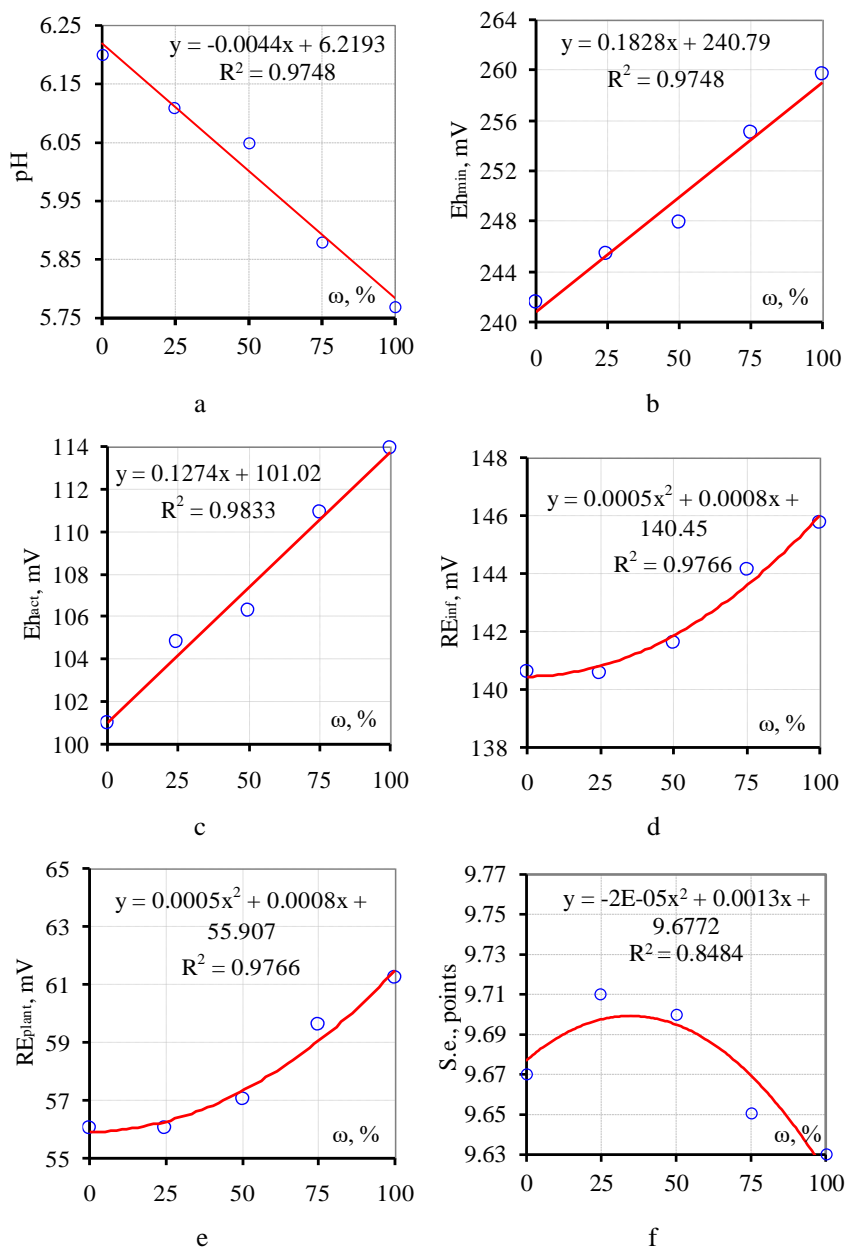 6.25
6.15
6.05
5.95
5.85
5.75
pH
y = -0.0044x + 6.2193
R² = 0.9748
ω, %
0 25 50 75 100
a
264
260
256
252
248
244
240
Ehmin, mV
y = 0.1828x + 240.79
R² = 0.9748
ω, %
0 25 50 75 100
b
114
112
110
108
106
104
102
100
Ehact, mV
y = 0.1274x + 101.02
R² = 0.9833
ω, %
0 25 50 75 100
c
148
146
144
142
140
138
REinf, mV
y = 0.0005x² + 0.0008x +
140.45
R² = 0.9766
ω, %
0 25 50 75 100
d
65
63
61
59
57
55
REplant, mV
y = 0.0005x² + 0.0008x +
55.907
R² = 0.9766
ω, %
0 25 50 75 100
e
9.77
9.75
9.73
9.71
9.69
9.67
9.65
9.63
S.e., points
y = -2E-05x² + 0.0013x +
9.6772
R² = 0.8484
ω, %
0 25 50 75 100
f